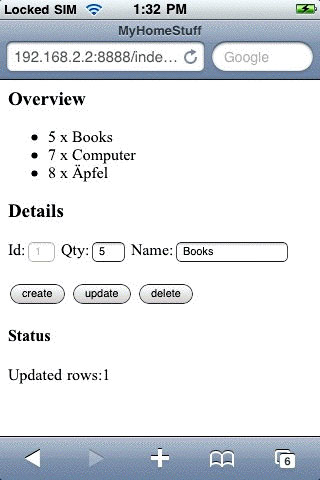 Locked SIM 1:32 PM
MyHomeStuff
192.168.2.2:8888/inde... Google
Overview
• 5 x Books
• 7 x Computer
• 8 x Äpfel
Details
Id: 1 Qty: 5 Name: Books
create update delete
Status
Updated rows:1
6